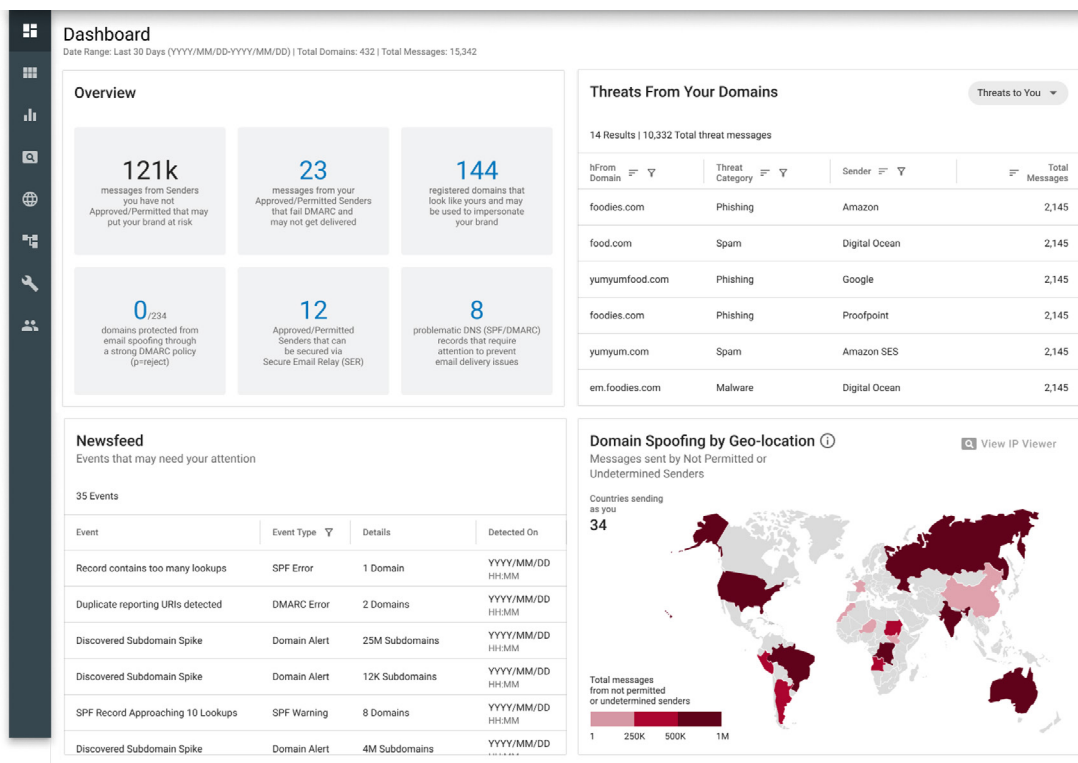 Dashboard
Date Range: Last 30 Days (YYYY/MM/DD-YYYY/MM/DD) | Total Domains: 432 | Total Messages: 15,342
Overview
121k
messages from Senders
you have not
Approved/Permitted that may
put your brand at risk
23
messages from your
Approved/Permitted Senders
that fail DMARC and
may not get delivered
144
registered domains that
look like yours and may
be used to impersonate
your brand
0/234
domains protected from
email spoofing through
a strong DMARC policy
(p=reject)
12
Approved/Permitted
Senders that can
be secured via
Secure Email Relay (SER)
8
problematic DNS (SPF/DMARC)
records that require
attention to prevent
email delivery issues
Threats From Your Domains
Threats to You
14 Results | 10,332 Total threat messages
hFrom Domain Threat Category Sender Total Messages
foodies.com Phishing Amazon 2,145
food.com Spam Digital Ocean 2,145
yumyumfood.com Phishing Google 2,145
foodies.com Phishing Proofpoint 2,145
yumyum.com Spam Amazon SES 2,145
em.foodies.com Malware Digital Ocean 2,145
Newsfeed
Events that may need your attention
35 Events
Event Event Type Details Detected On
Record contains too many lookups SPF Error 1 Domain YYYY/MM/DD
HH:MM
Duplicate reporting URIs detected DMARC Error 2 Domains YYYY/MM/DD
HH:MM
Discovered Subdomain Spike Domain Alert 25M Subdomains YYYY/MM/DD
HH:MM
Discovered Subdomain Spike Domain Alert 12K Subdomains YYYY/MM/DD
HH:MM
SPF Record Approaching 10 Lookups SPF Warning 8 Domains YYYY/MM/DD
HH:MM
Discovered Subdomain Spike Domain Alert 4M Subdomains YYYY/MM/DD
Domain Spoofing by Geo-location
View IP Viewer
Messages sent by Not Permitted or
Undetermined Senders
Countries sending
as you
34
Total messages
from not permitted
or undetermined senders
1 250K 500K 1M